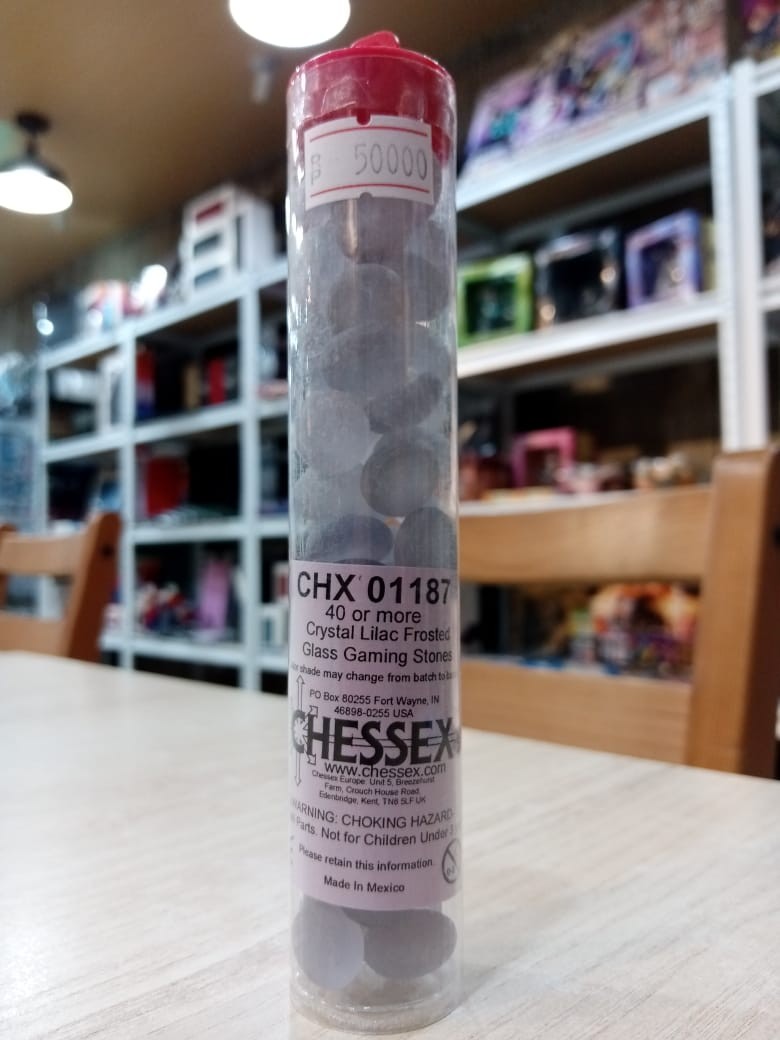 50000
CHX 01187
40 or more
Crystal Lilac Frosted
Glass Gaming Stones
shade may change from batch to
PO Box 80255 Fort Wayne, IN
46898-0255 USA
CHESSEX
www.chessex.com
Chessex Europe. Unit 5, Breezehurst
Farm, Crouch House Road,
Edenbridge, Kent, TN8 5LF UK
WARNING: CHOKING HAZARD-
Parts. Not for Children Under 3
Please retain this information.
Made In Mexico